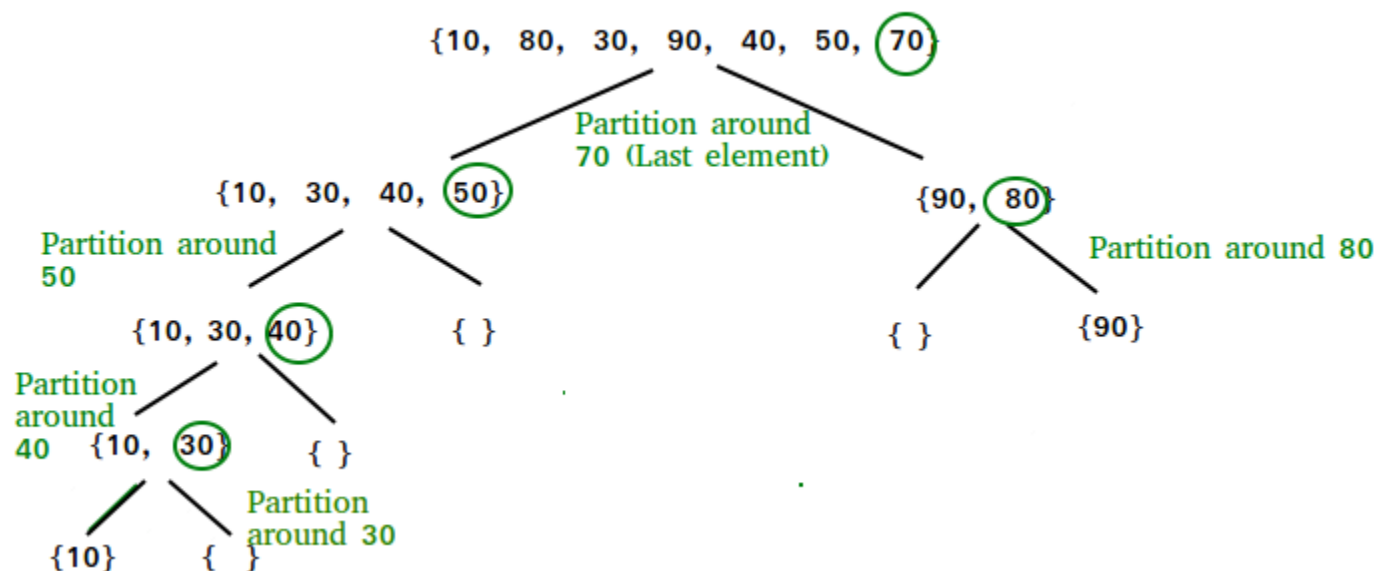 {10, 80, 30, 90, 40, 50, 70}
Partition around
70 (Last element)
{10, 30, 40, 50}
{90, 80}
Partition around
50
Partition around 80
{10, 30, 40}
{ }
{ }
{90}
Partition
around
40
{10, 30}
{ }
Partition
around 30
{10}
{ }